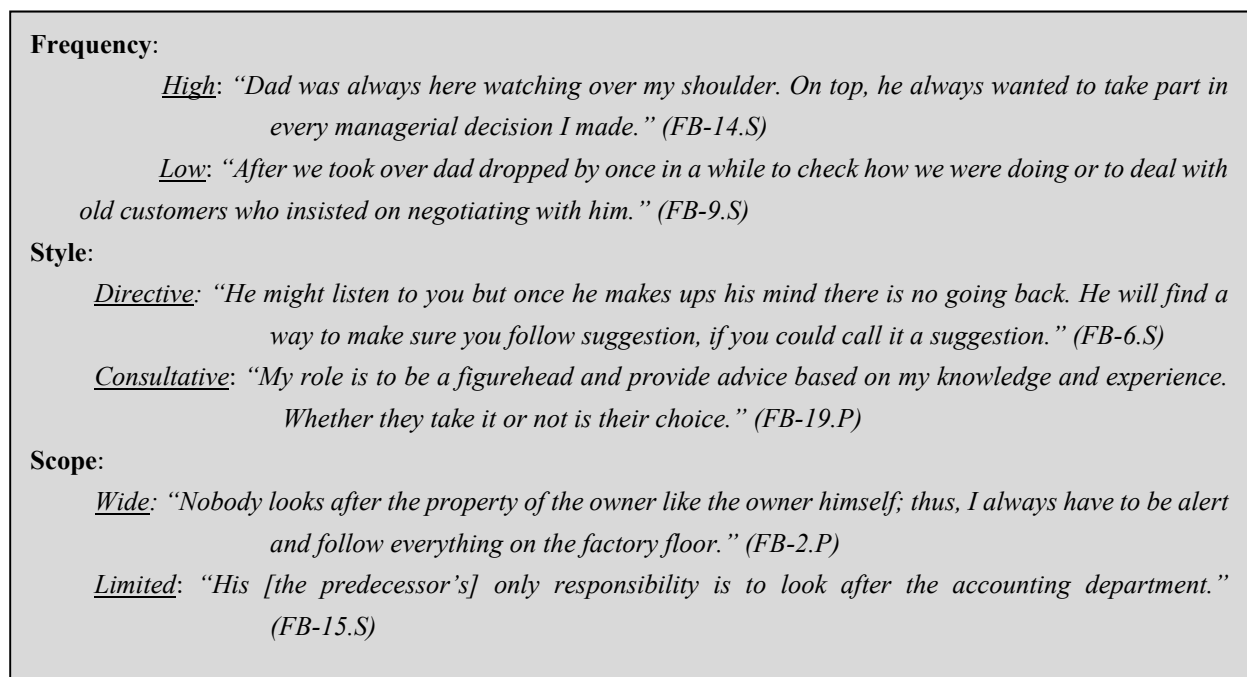 Frequency:
High: “Dad was always here watching over my shoulder. On top, he always wanted to take part in
every managerial decision I made.” (FB-14.S)
Low: “After we took over dad dropped by once in a while to check how we were doing or to deal with
old customers who insisted on negotiating with him.” (FB-9.S)
Style:
Directive: “He might listen to you but once he makes ups his mind there is no going back. He will find a
way to make sure you follow suggestion, if you could call it a suggestion.” (FB-6.S)
Consultative: “My role is to be a figurehead and provide advice based on my knowledge and experience.
Whether they take it or not is their choice.” (FB-19.P)
Scope:
Wide: “Nobody looks after the property of the owner like the owner himself; thus, I always have to be alert
and follow everything on the factory floor.” (FB-2.P)
Limited: “His [the predecessor’s] only responsibility is to look after the accounting department.”
(FB-15.S)